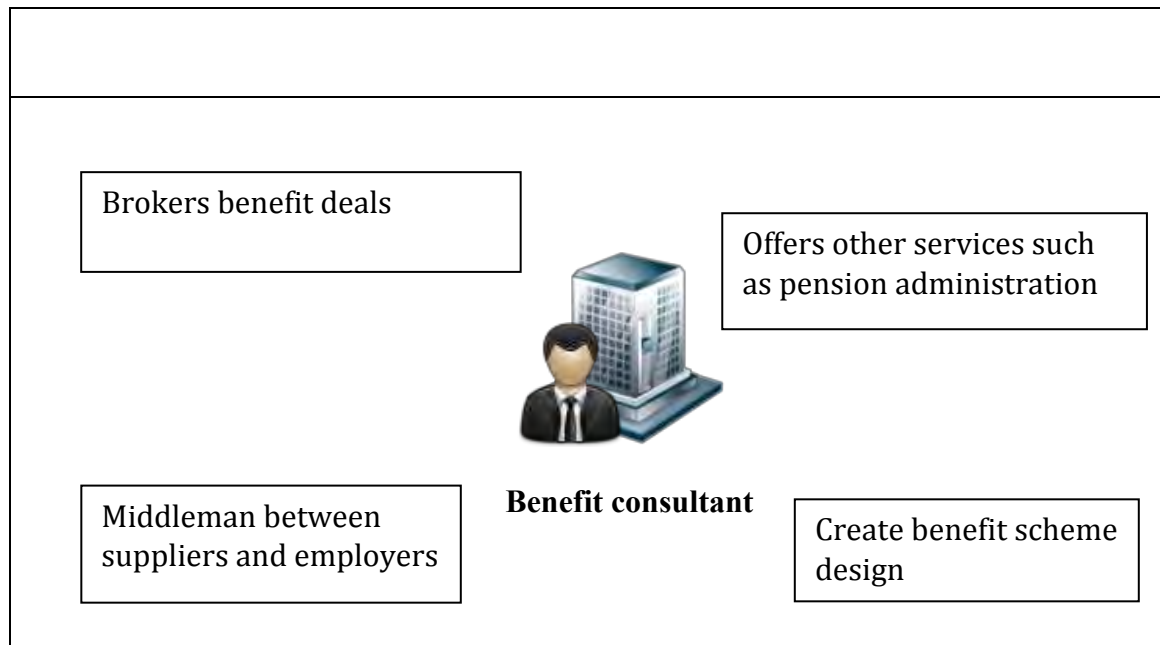 Brokers benefit deals
Offers other services such
as pension administration
Benefit consultant
Middleman between
suppliers and employers
Create benefit scheme
design